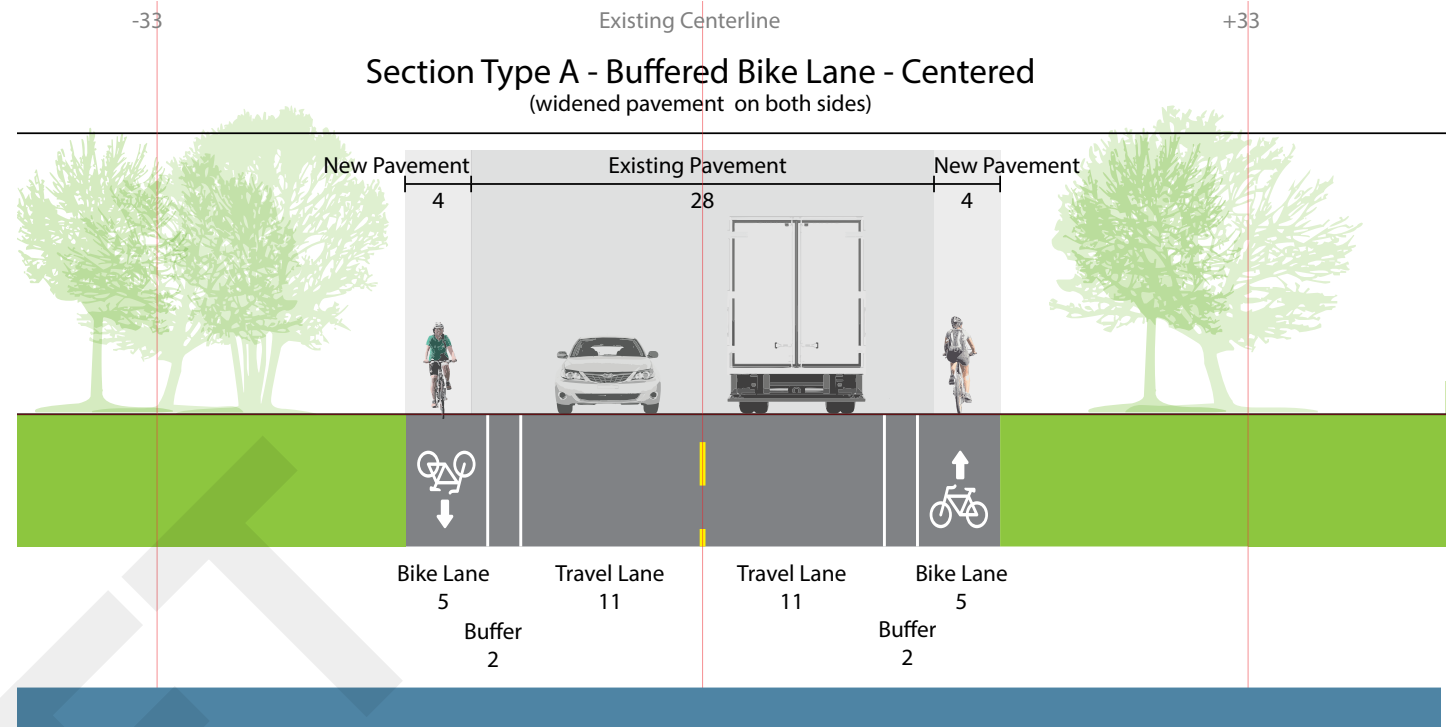 -33 Existing Centerline +33
Section Type A - Buffered Bike Lane - Centered
(widened pavement on both sides)
New Pavement Existing Pavement New Pavement
4 28 4
Bike Lane Travel Lane Travel Lane Bike Lane
5 11 11 5
Buffer Buffer
2 2